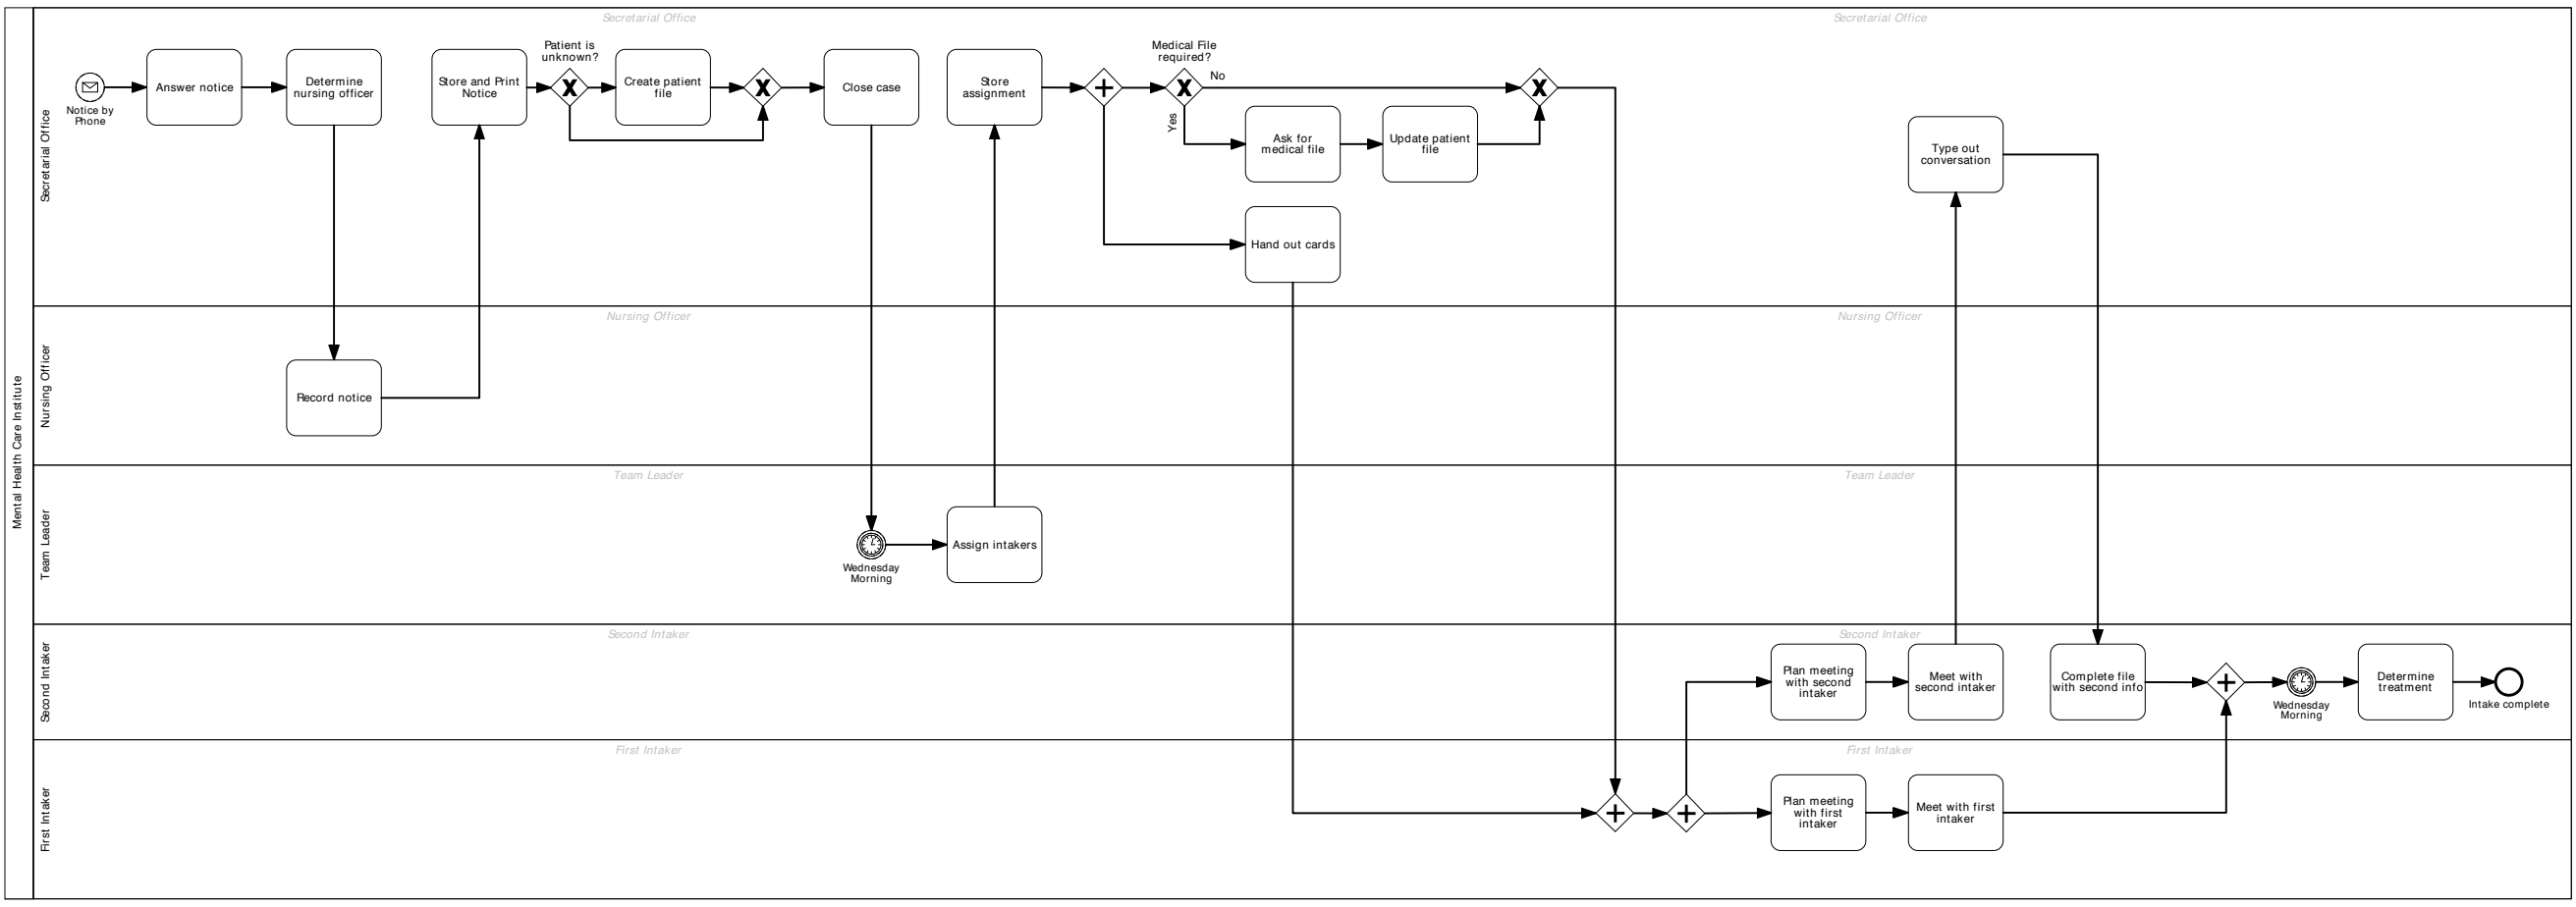 Mental Health Care Institute
Secretarial Office
Secretarial Office
Secretarial Office
Notice by
Phone
Answer notice
Determine
nursing officer
Store and Print
Notice
Patient is
unknown?
Create patient
file
Close case
Store
assignment
Medical File
required?
No
Yes
Ask for
medical file
Update patient
file
Hand out cards
Type out
conversation
Nursing Officer
Nursing Officer
Nursing Officer
Record notice
Team Leader
Team Leader
Team Leader
Wednesday
Morning
Assign intakers
Second Intaker
Second Intaker
Second Intaker
Plan meeting
with second
intaker
Meet with
second intaker
Complete file
with second info
Wednesday
Morning
Determine
treatment
Intake complete
First Intaker
First Intaker
First Intaker
Plan meeting
with first
intaker
Meet with first
intaker